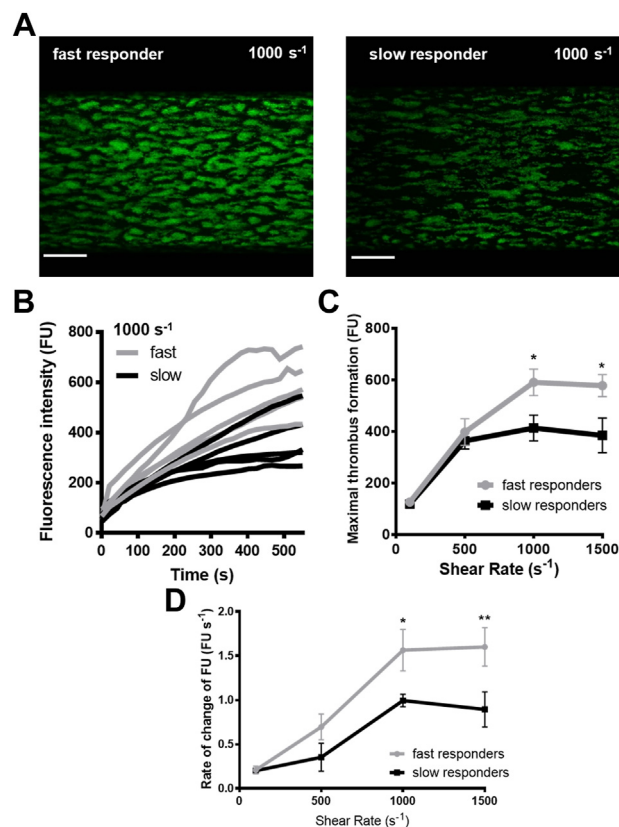 A
fast responder 1000 s⁻¹
slow responder 1000 s⁻¹
B
1000 s⁻¹
fast
slow
Fluorescence intensity (FU)
800
600
400
200
0
0 100 200 300 400 500
Time (s)
C
Maximal thrombus formation (FU)
800
600
400
200
0
* *
fast responders
slow responders
0 500 1000 1500
Shear Rate (s⁻¹)
D
Rate of change of FU (FU s⁻¹)
2.0
1.5
1.0
0.5
0.0
* **
fast responders
slow responders
0 500 1000 1500
Shear Rate (s⁻¹)